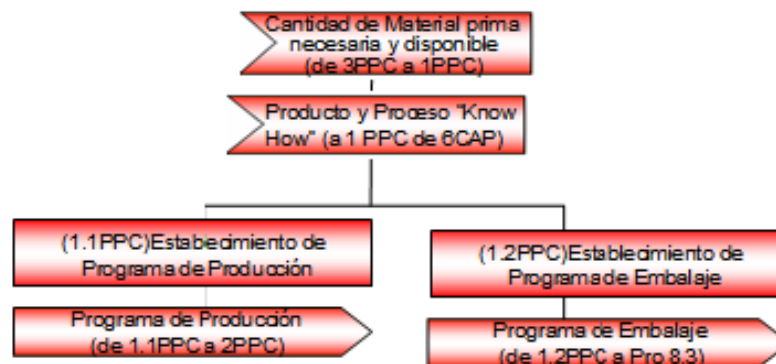 Cantidad de Material prima
necesaria y disponible
(de 3PPC a 1PPC)
Producto y Proceso "Know
How" (a 1 PPC de 6CAP)
(1.1PPC)Estabecimiento de
Programa de Producción
(1.2PPC)Establecimiento de
Programa de Embalaje
Programa de Producción
(de 1.1PPC a 2PPC)
Programa de Embalaje
(de 1.2PPC a Pro 8.3)